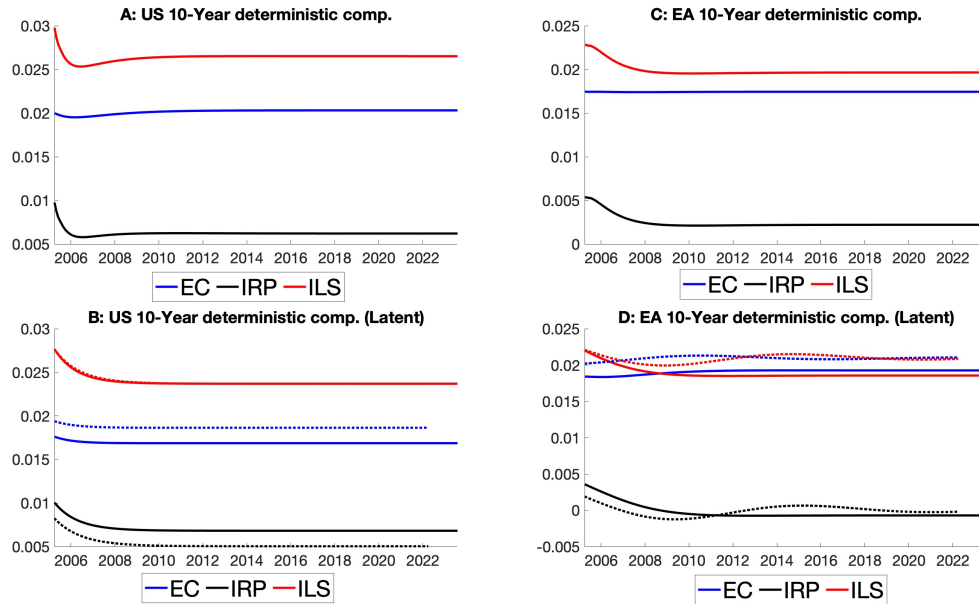 A: US 10-Year deterministic comp.
0.03
0.025
0.02
0.015
0.01
0.005
2006 2008 2010 2012 2014 2016 2018 2020 2022
EC IRP ILS
C: EA 10-Year deterministic comp.
0.025
0.02
0.015
0.01
0.005
0
2006 2008 2010 2012 2014 2016 2018 2020 2022
EC IRP ILS
B: US 10-Year deterministic comp. (Latent)
0.03
0.025
0.02
0.015
0.01
0.005
2006 2008 2010 2012 2014 2016 2018 2020 2022
EC IRP ILS
D: EA 10-Year deterministic comp. (Latent)
0.025
0.02
0.015
0.01
0.005
0
-0.005
2006 2008 2010 2012 2014 2016 2018 2020 2022
EC IRP ILS